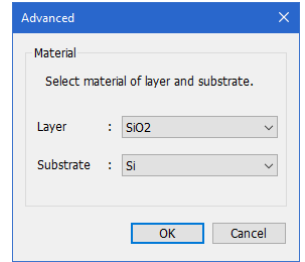 Advanced
Material
Select material of layer and substrate.
Layer : SiO2
Substrate : Si
OK Cancel